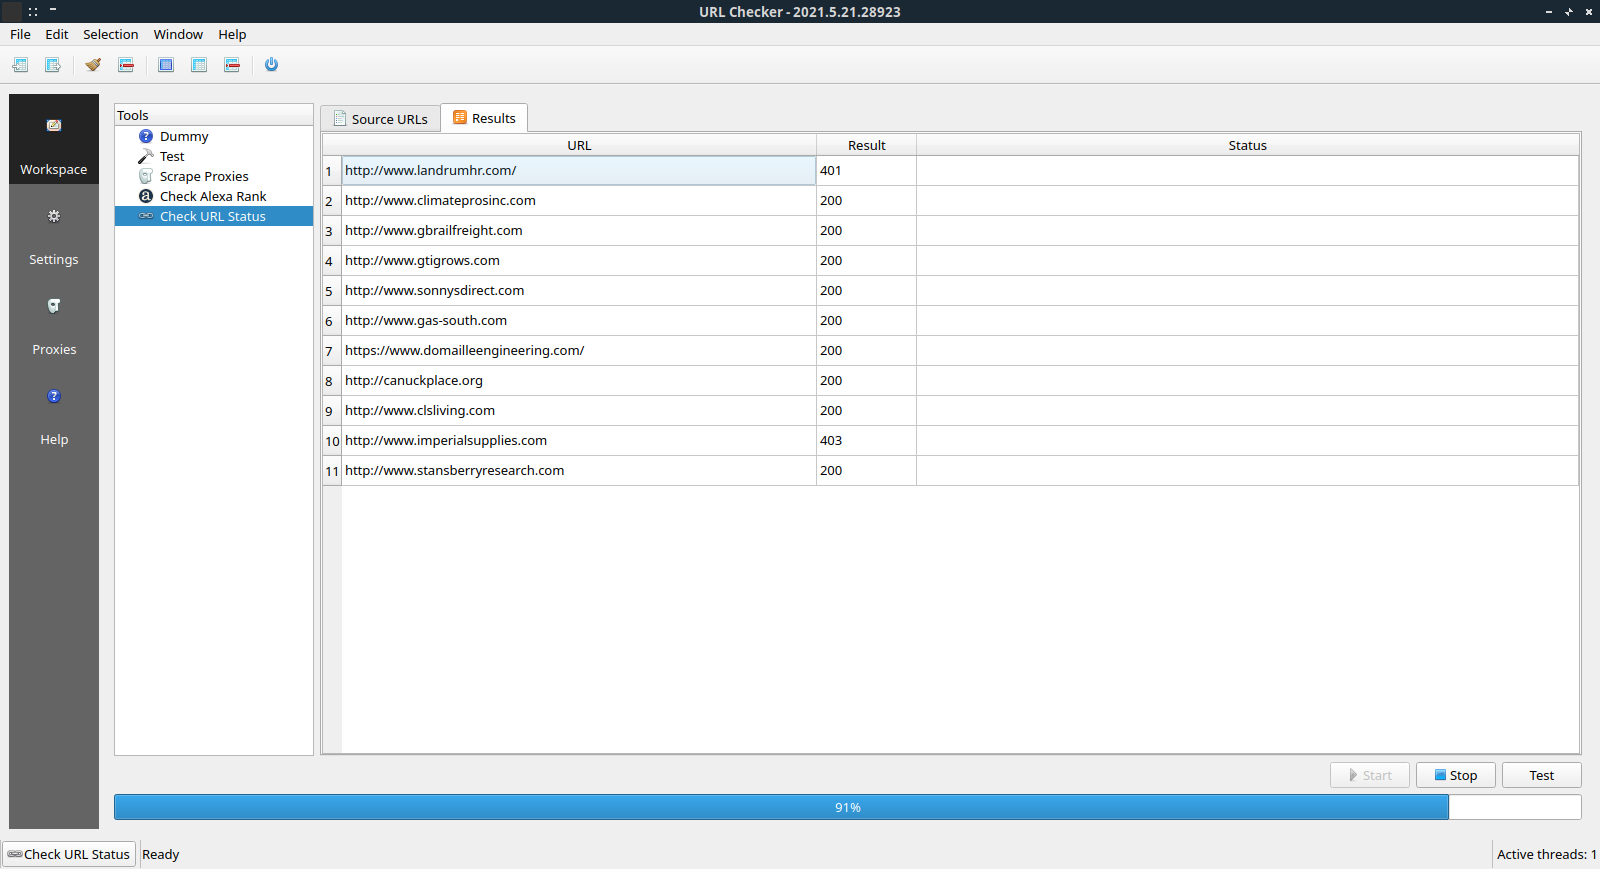 URL Checker - 2021.5.21.28923
File Edit Selection Window Help
Workspace
Settings
Proxies
Help
Tools
Dummy
Test
Scrape Proxies
Check Alexa Rank
Check URL Status
Source URLs Results
URL Result Status
1 http://www.landrumhr.com/ 401
2 http://www.climateprosinc.com 200
3 http://www.gbrailfreight.com 200
4 http://www.gtigrows.com 200
5 http://www.sonnysdirect.com 200
6 http://www.gas-south.com 200
7 https://www.domailleengineering.com/ 200
8 http://canuckplace.org 200
9 http://www.clsliving.com 200
10 http://www.imperialsupplies.com 403
11 http://www.stansberryresearch.com 200
Start Stop Test
91%
Check URL Status Ready Active threads: 1